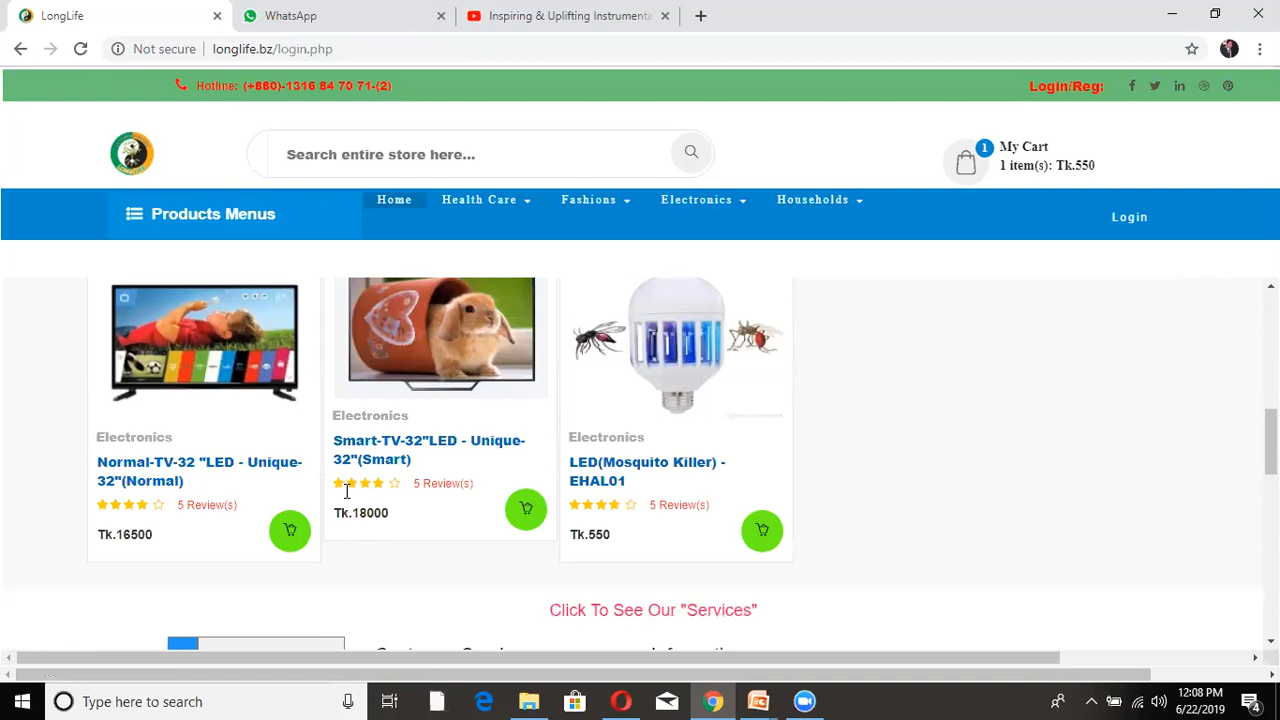 LongLife
WhatsApp
Inspiring & Uplifting Instrumenta
Not secure
longlife.bz/login.php
Hotline: (+880)-1316 84 70 71-(2)
Login/Reg:
Search entire store here...
1
My Cart
1 item(s): Tk.550
Products Menus
Home
Health Care
Fashions
Electronics
Households
Login
Electronics
Normal-TV-32 "LED - Unique-
32"(Normal)
5 Review(s)
Tk.16500
Electronics
Smart-TV-32"LED - Unique-
32"(Smart)
5 Review(s)
Tk.18000
Electronics
LED(Mosquito Killer) -
EHAL01
5 Review(s)
Tk.550
Click To See Our "Services"
Type here to search
12:08 PM
6/22/2019
4